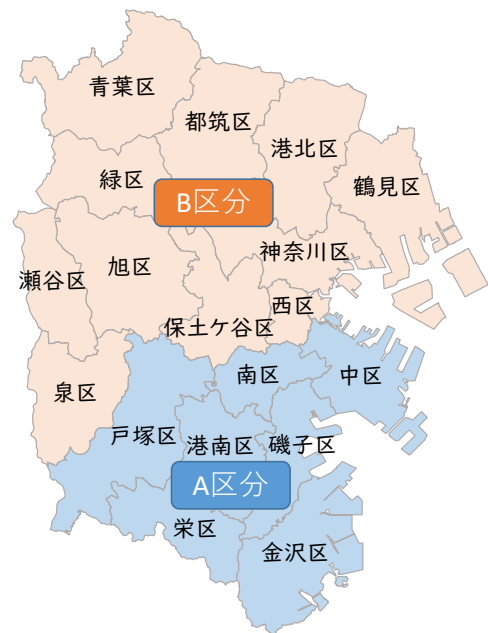 青葉区
都筑区
港北区
緑区
鶴見区
B区分
神奈川区
旭区
瀬谷区
西区
保土ケ谷区
南区
中区
泉区
戸塚区
港南区
磯子区
A区分
栄区
金沢区